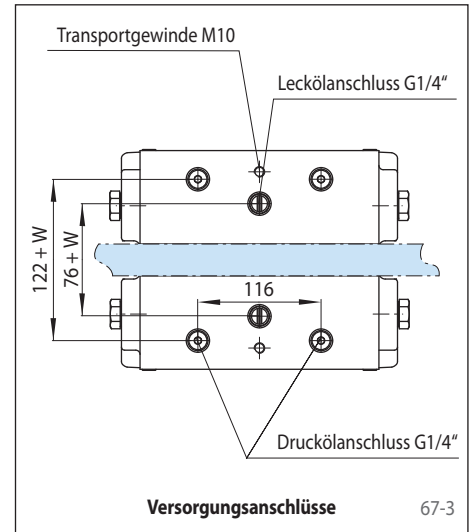 Transportgewinde M10
Leckölanschluss G1/4“
122 + W
76 + W
116
Druckölanschluss G1/4“
Versorgungsanschlüsse
67-3